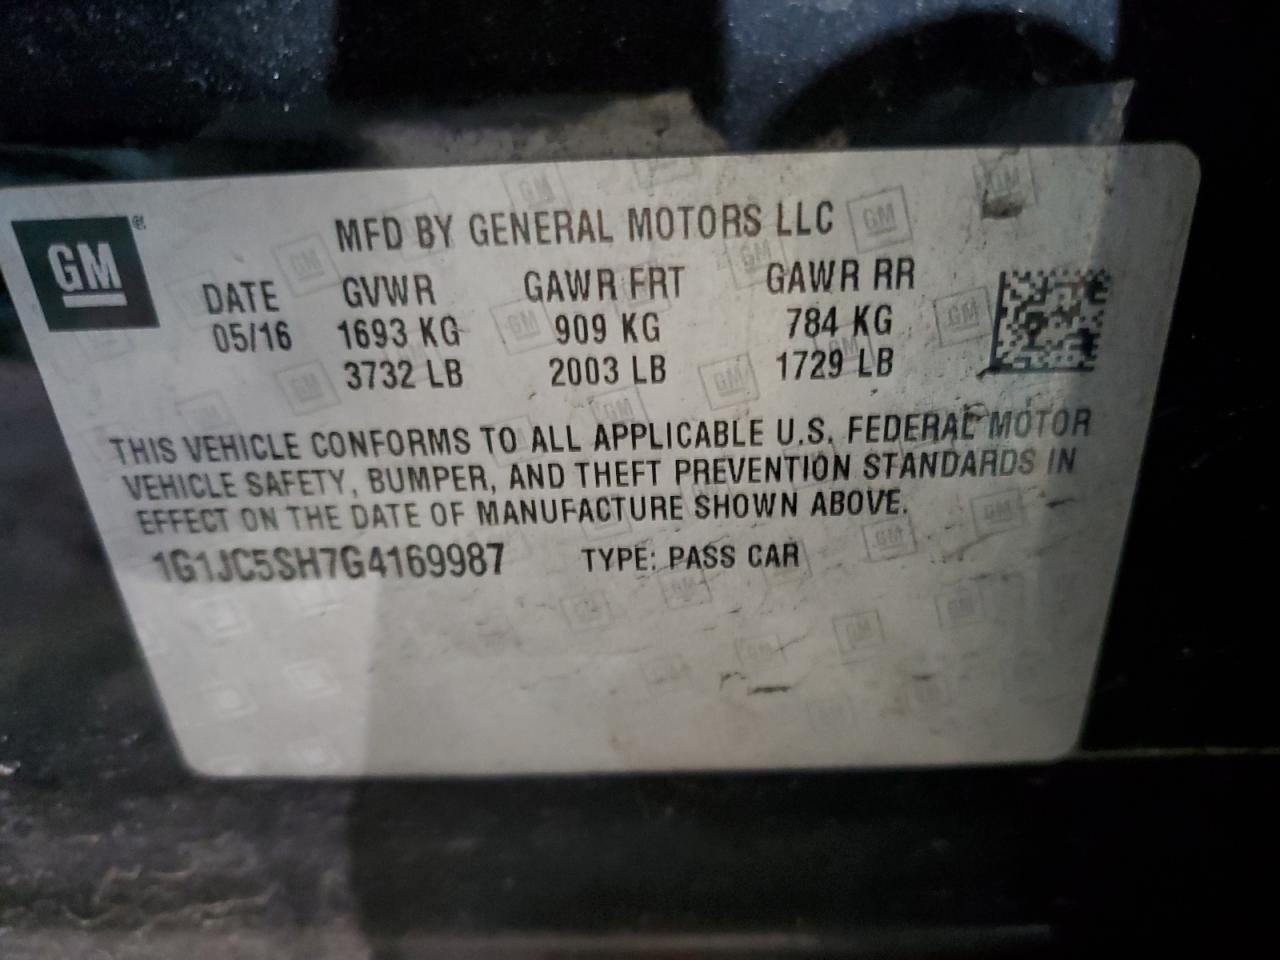 GM®
MFD BY GENERAL MOTORS LLC
DATE GVWR GAWR FRT GAWR RR
05/16 1693 KG 909 KG 784 KG
3732 LB 2003 LB 1729 LB
THIS VEHICLE CONFORMS TO ALL APPLICABLE U.S. FEDERAL MOTOR
VEHICLE SAFETY, BUMPER, AND THEFT PREVENTION STANDARDS IN
EFFECT ON THE DATE OF MANUFACTURE SHOWN ABOVE.
1G1JC5SH7G4169987 TYPE: PASS CAR